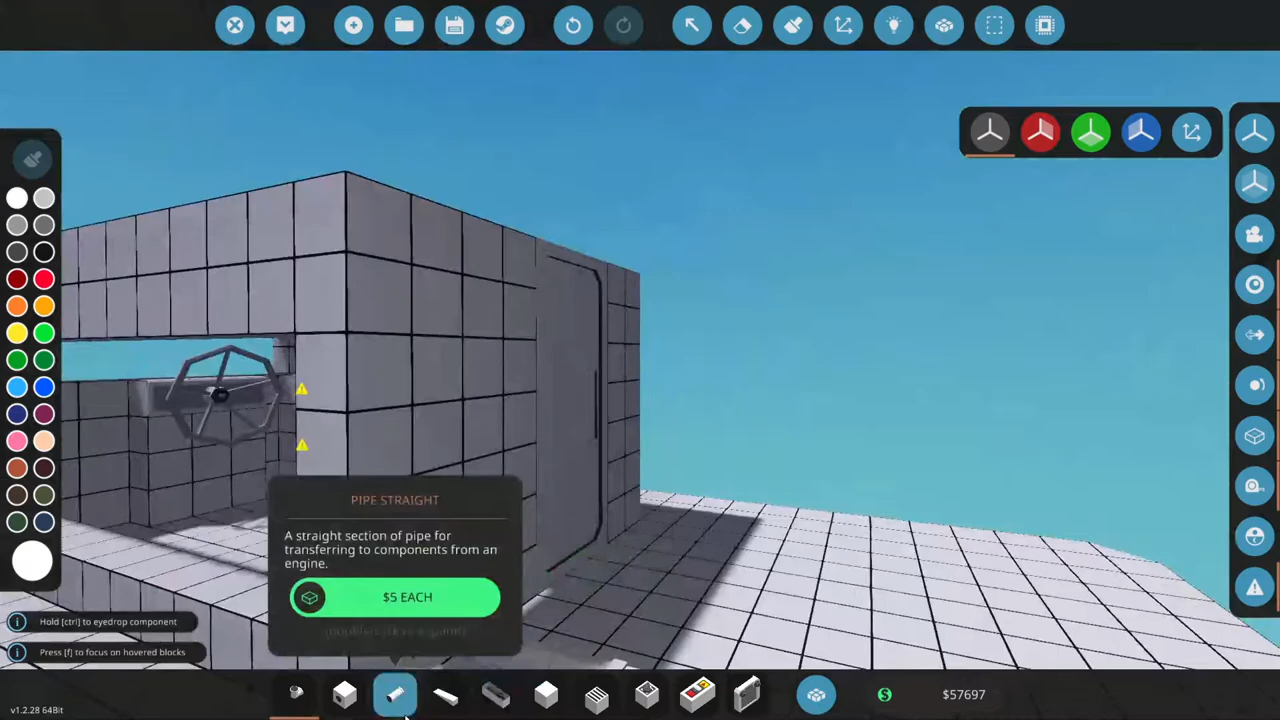 PIPE STRAIGHT
A straight section of pipe for
transferring to components from an
engine.
$5 EACH
Hold [ctrl] to eyedrop component
Press [f] to focus on hovered blocks
$57697
v1.2.28 64Bit